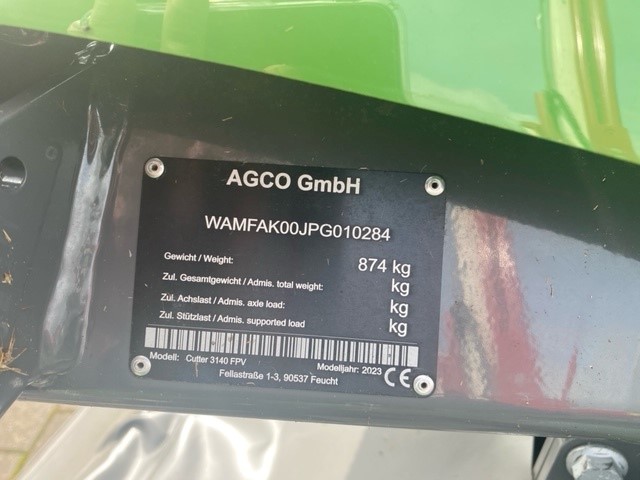 AGCO GmbH
WAMFAK00JPG010284
Gewicht / Weight: 874 kg
Zul. Gesamtgewicht / Admis. total weight: kg
Zul. Achslast / Admis. axle load: kg
Zul. Stützlast / Admis. supported load kg
Modell: Cutter 3140 FPV Modelljahr: 2023
Fellastraße 1-3, 90537 Feucht CE